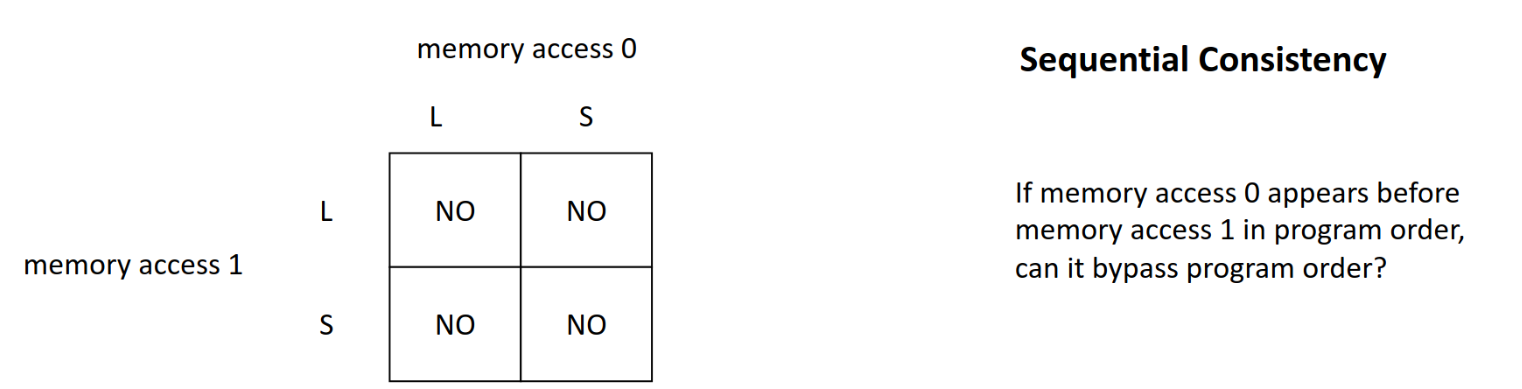 memory access 0
Sequential Consistency
L S
L NO NO
If memory access 0 appears before
memory access 1 in program order,
can it bypass program order?
memory access 1
S NO NO